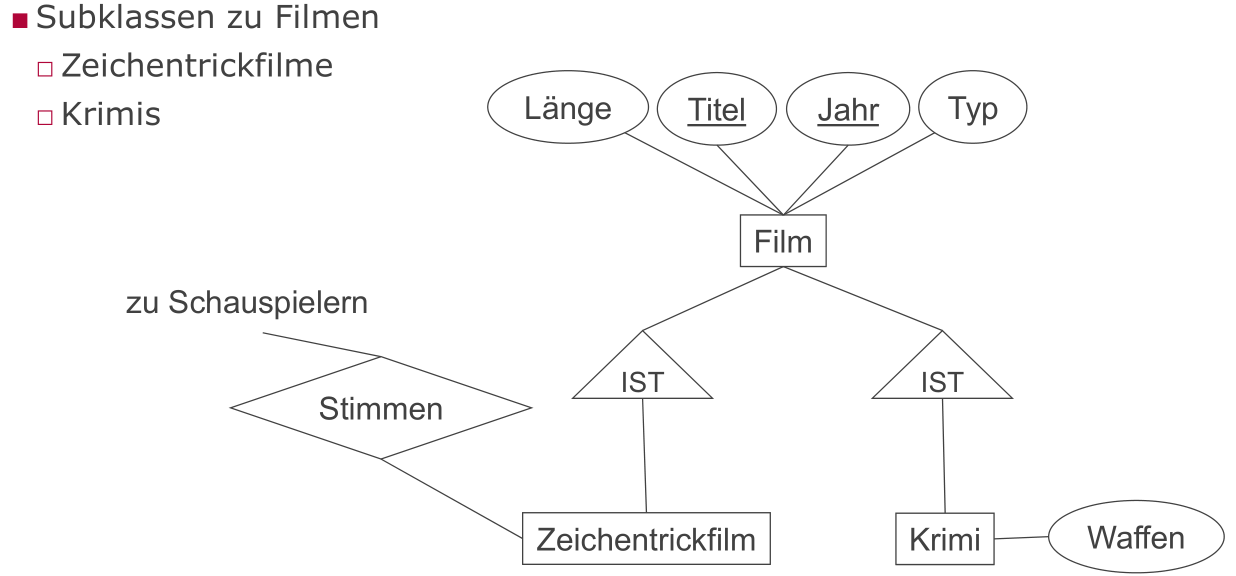 Subklassen zu Filmen
Zeichentrickfilme
Krimis
Länge Titel Jahr Typ
Film
zu Schauspielern
Stimmen IST IST
Zeichentrickfilm Krimi Waffen